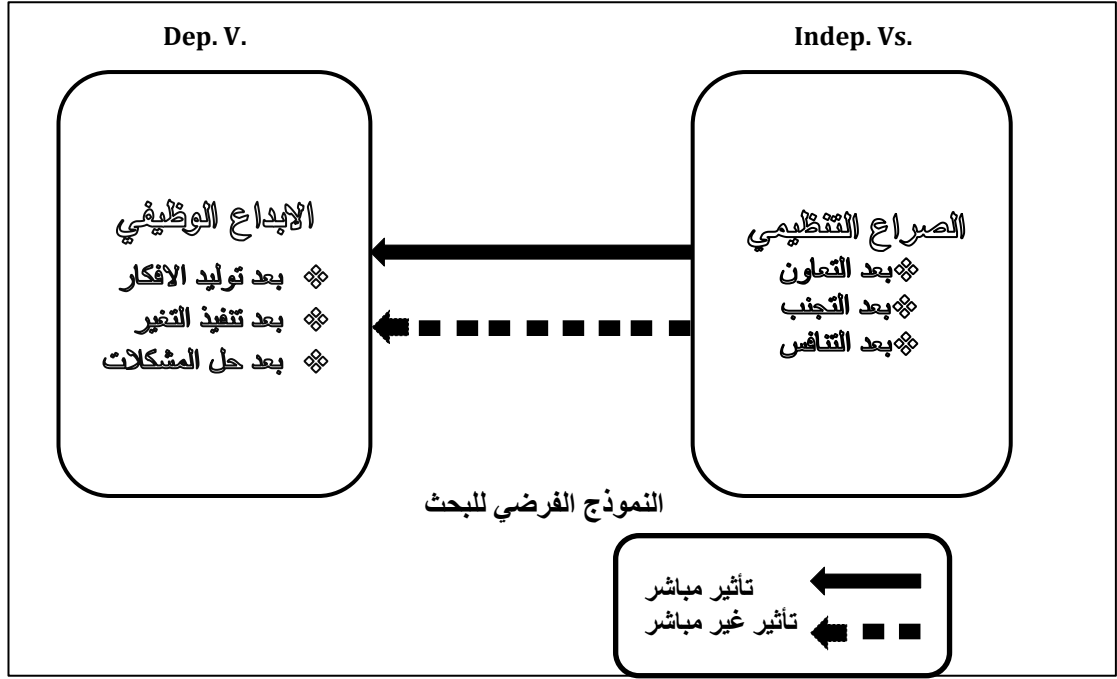 Indep. Vs.
Dep. V.
الصراع التنظيمي
❖بعد التعاون
❖بعد التجنب
❖بعد التنافس
الابداع الوظيفي
❖ بعد توليد الافكار
❖ بعد تنفيذ التغير
❖ بعد حل المشكلات
النموذج الفرضي للبحث
تأثير مباشر
تأثير غير مباشر